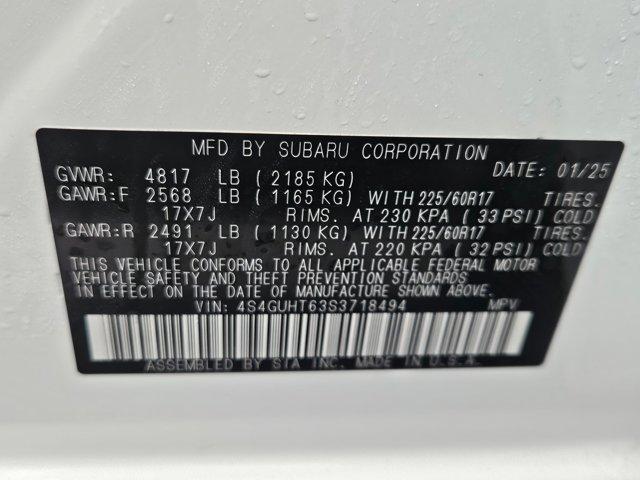 MFD BY SUBARU CORPORATION
DATE: 01/25
GVWR: 4817 LB ( 2185 KG)
GAWR:F 2568 LB ( 1165 KG) WITH 225/60R17 TIRES.
17X7J RIMS. AT 230 KPA ( 33 PSI) COLD
GAWR:R 2491 LB ( 1130 KG) WITH 225/60R17 TIRES.
17X7J RIMS. AT 220 KPA ( 32 PSI) COLD
THIS VEHICLE CONFORMS TO ALL APPLICABLE FEDERAL MOTOR
VEHICLE SAFETY AND THEFT PREVENTION STANDARDS
IN EFFECT ON THE DATE OF MANUFACTURE SHOWN ABOVE.
VIN: 4S4GUHT63S3718494 MPV
ASSEMBLED BY SIA IN U.S.A.